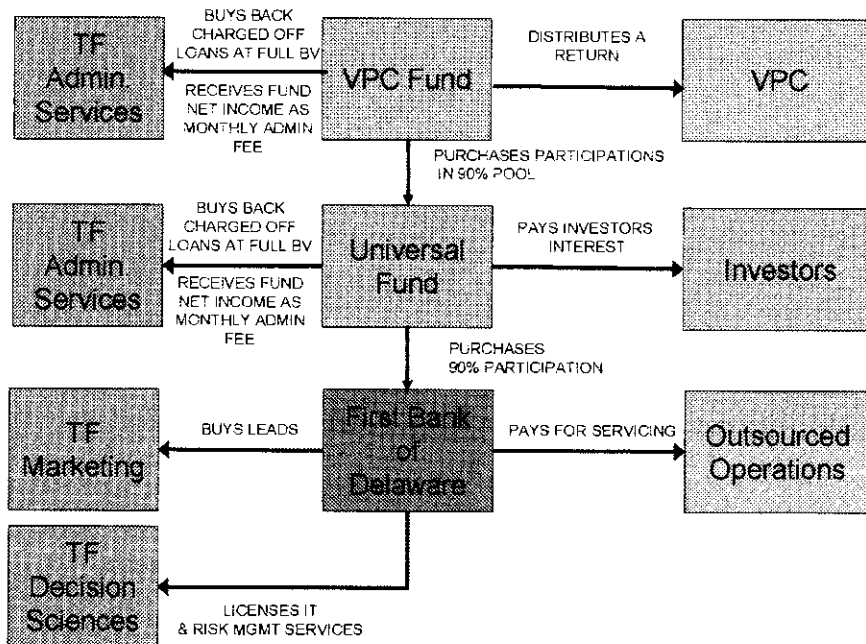 TF
Admin.
Services
BUYS BACK
CHARGED OFF
LOANS AT FULL BV
RECEIVES FUND
NET INCOME AS
MONTHLY ADMIN
FEE
VPC Fund
DISTRIBUTES A
RETURN
VPC
PURCHASES PARTICIPATIONS
IN 90% POOL
TF
Admin.
Services
BUYS BACK
CHARGED OFF
LOANS AT FULL BV
RECEIVES FUND
NET INCOME AS
MONTHLY ADMIN
FEE
Universal
Fund
PAYS INVESTORS
INTEREST
Investors
PURCHASES
90% PARTICIPATION
TF
Marketing
BUYS LEADS
First Bank
of
Delaware
PAYS FOR SERVICING
Outsourced
Operations
TF
Decision
Sciences
LICENSES IT
& RISK MGMT SERVICES